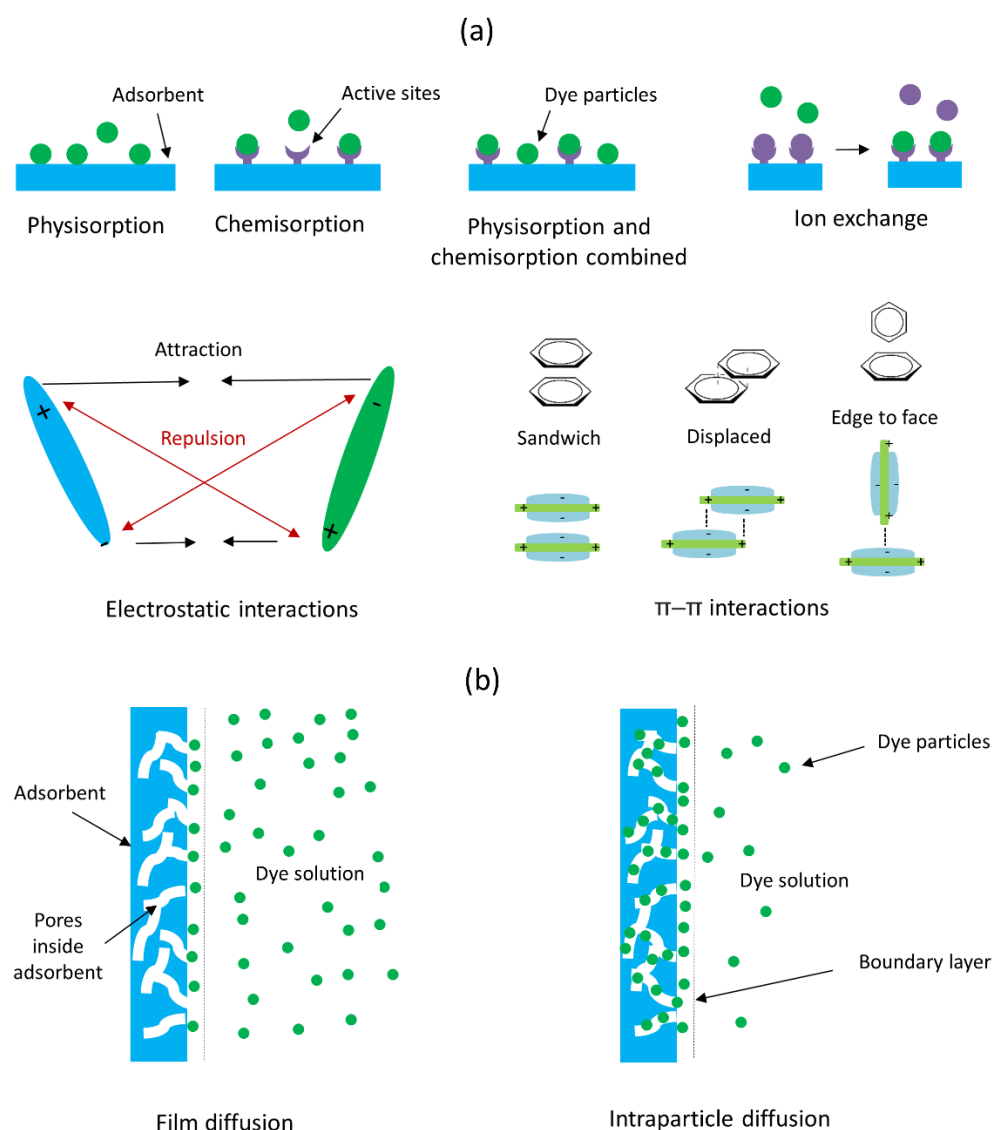 (a)
Adsorbent
Active sites
Dye particles
Physisorption
Chemisorption
Physisorption and
chemisorption combined
Ion exchange
Attraction
+
-
Repulsion
-
+
Sandwich
Displaced
Edge to face
+ - +
-
+ - +
-
+ - +
-
+ - +
-
+
- -
+
+ - +
-
Electrostatic interactions
π–π interactions
(b)
Adsorbent
Dye solution
Pores
inside
adsorbent
Dye particles
Dye solution
Boundary layer
Film diffusion
Intraparticle diffusion